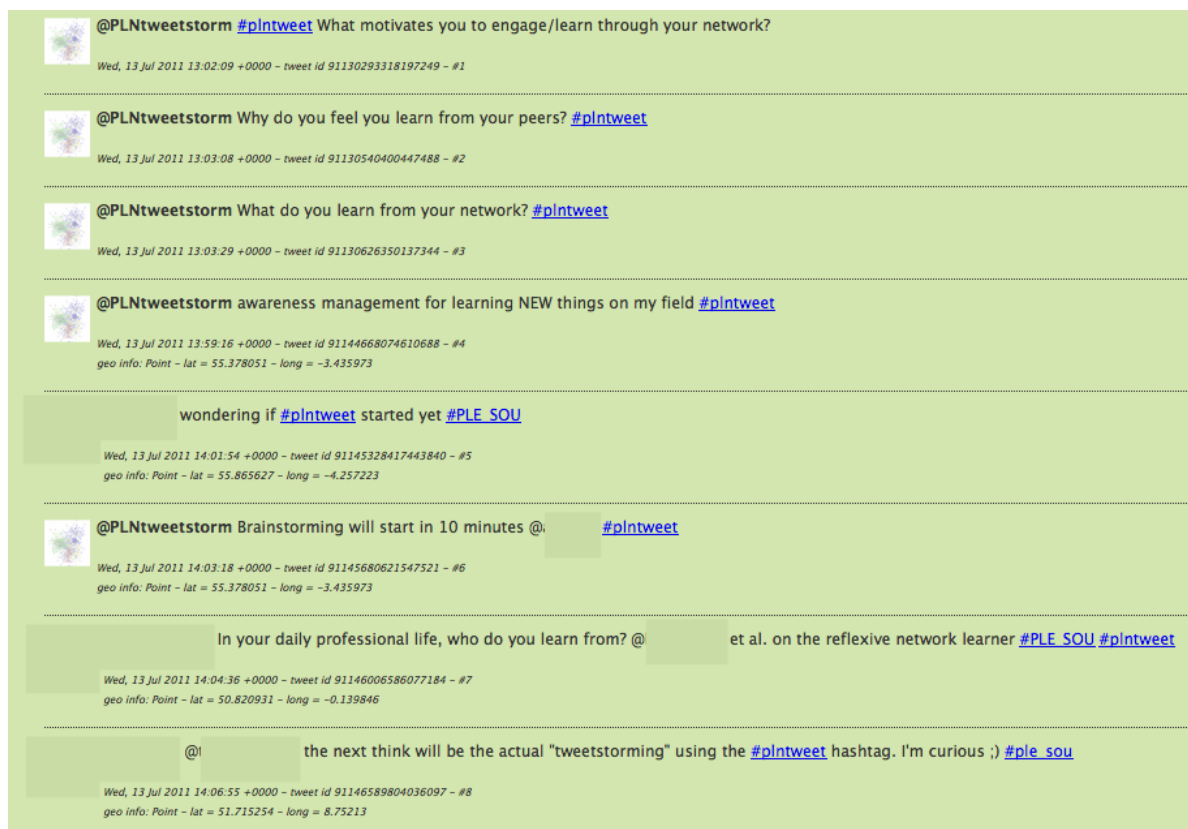 @PLNtweetstorm #plntweet What motivates you to engage/learn through your network?
Wed, 13 Jul 2011 13:02:09 +0000 – tweet id 91130293318197249 – #1
@PLNtweetstorm Why do you feel you learn from your peers? #plntweet
Wed, 13 Jul 2011 13:03:08 +0000 – tweet id 91130540400447488 – #2
@PLNtweetstorm What do you learn from your network? #plntweet
Wed, 13 Jul 2011 13:03:29 +0000 – tweet id 91130626350137344 – #3
@PLNtweetstorm awareness management for learning NEW things on my field #plntweet
Wed, 13 Jul 2011 13:59:16 +0000 – tweet id 91144668074610688 – #4
geo info: Point – lat = 55.378051 – long = –3.435973
wondering if #plntweet started yet #PLE_SOU
Wed, 13 Jul 2011 14:01:54 +0000 – tweet id 91145328417443840 – #5
geo info: Point – lat = 55.865627 – long = –4.257223
@PLNtweetstorm Brainstorming will start in 10 minutes @ #plntweet
Wed, 13 Jul 2011 14:03:18 +0000 – tweet id 91145680621547521 – #6
geo info: Point – lat = 55.378051 – long = –3.435973
In your daily professional life, who do you learn from? @ et al. on the reflexive network learner #PLE_SOU #plntweet
Wed, 13 Jul 2011 14:04:36 +0000 – tweet id 91146006586077184 – #7
geo info: Point – lat = 50.820931 – long = –0.139846
@ the next think will be the actual "tweetstorming" using the #plntweet hashtag. I'm curious ;) #ple_sou
Wed, 13 Jul 2011 14:06:55 +0000 – tweet id 91146589804036097 – #8
geo info: Point – lat = 51.715254 – long = 8.75213